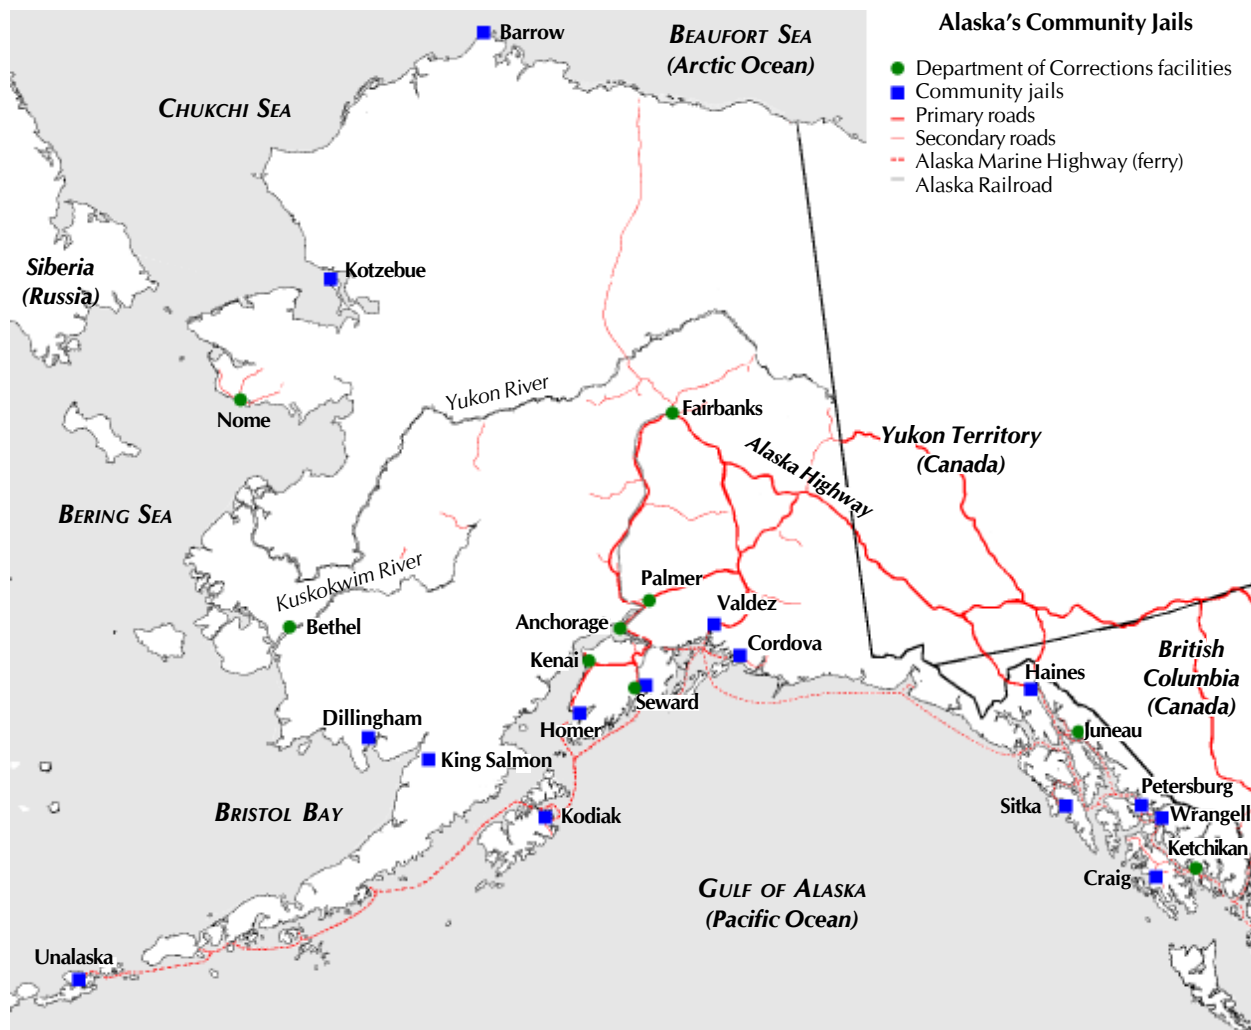 Alaska's Community Jails
Department of Corrections facilities
Community jails
Primary roads
Secondary roads
Alaska Marine Highway (ferry)
Alaska Railroad
Barrow
BEAUFORT SEA
(Arctic Ocean)
CHUKCHI SEA
Siberia
(Russia)
Kotzebue
Nome
Yukon River
Fairbanks
Alaska Highway
Yukon Territory
(Canada)
BERING SEA
Kuskokwim River
Bethel
Palmer
Anchorage
Valdez
Kenai
Cordova
Seward
Homer
Haines
British
Columbia
(Canada)
Juneau
Dillingham
King Salmon
BRISTOL BAY
Kodiak
Sitka
Petersburg
Wrangell
Ketchikan
Craig
GULF OF ALASKA
(Pacific Ocean)
Unalaska